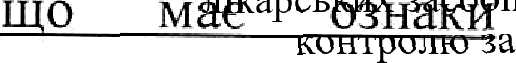 що має ознаки
контролю за